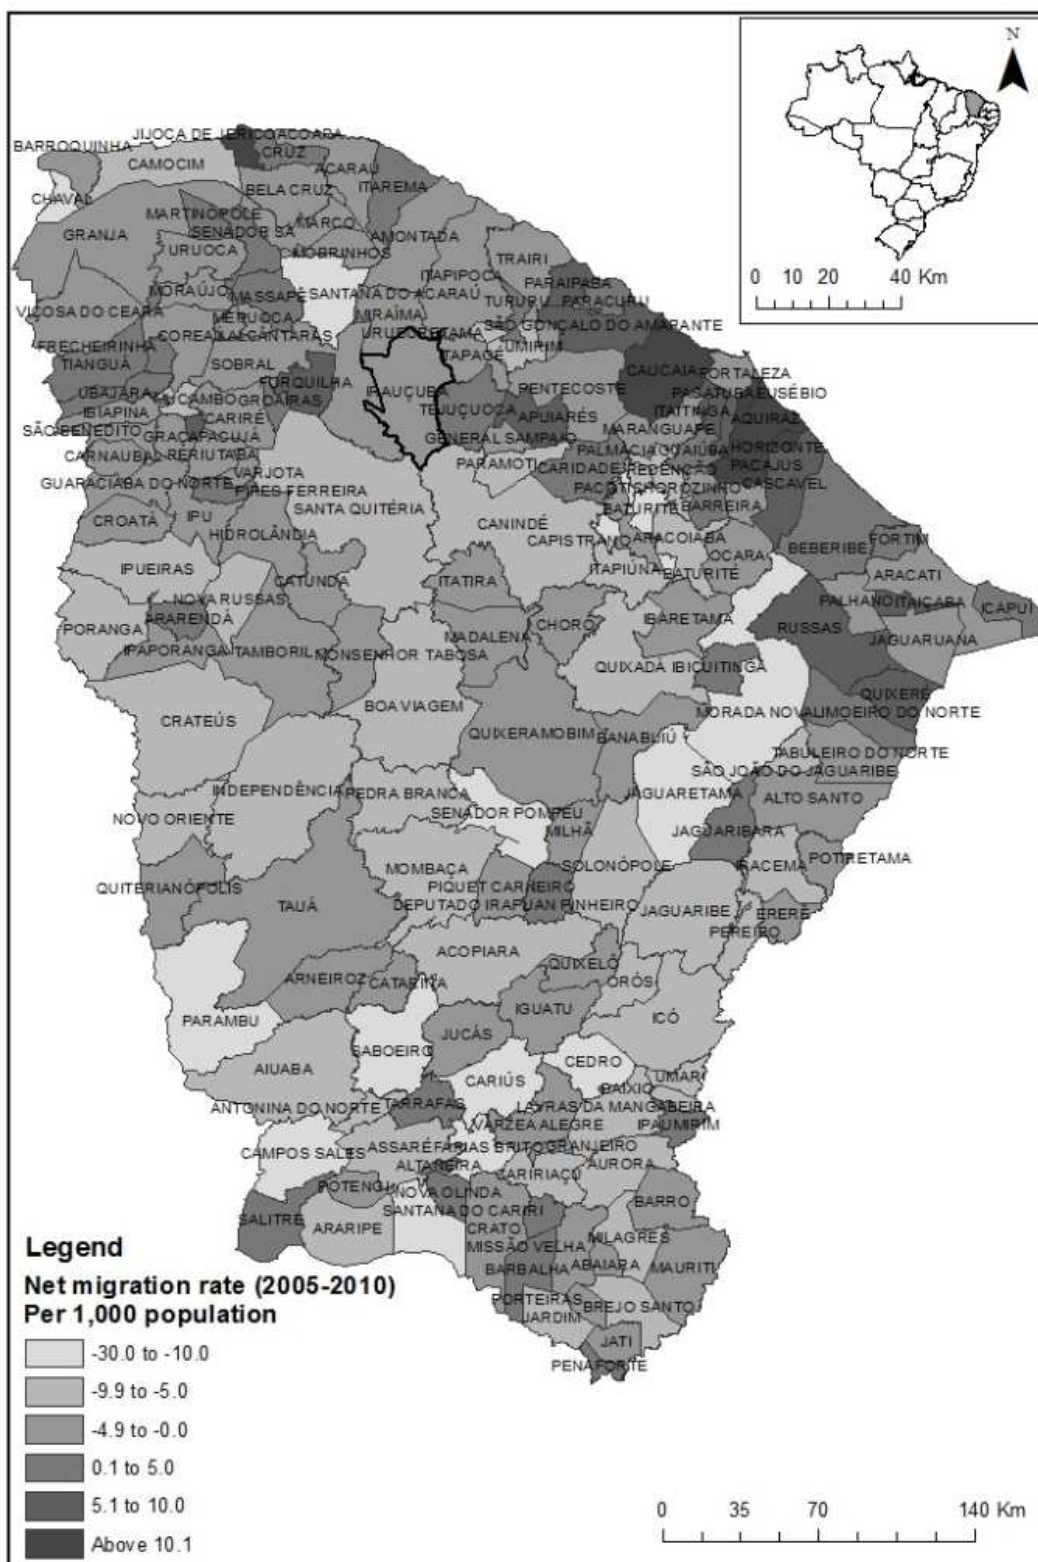 N
0 10 20 40 Km
JIJOCA DE JERICOACOARA
BARROQUINHA
CRUZ
CAMOCIM
ACARAÚ
CHAVAL
BELA CRUZ
ITAREMA
MARTINÓPOLE
SENADOR SÁ
MARCO
GRANJA
AMONTADA
URUOCA
MORRINHOS
TRAIRI
ITAPIPOCA
PARAIPABA
MORAÚJO
MASSAPÊ
SANTANA DO ACARAÚ
TURURU
PARACURU
VIÇOSA DO CEARÁ
MERUOCA
MIRAÍMA
SÃO GONÇALO DO AMARANTE
COREAÚ
ALCÂNTARAS
URUBURETAMA
UMIRIM
FRECHEIRINHA
TIANGUÁ
SOBRAL
ITAPAGÉ
CAUCAIA
FORTALEZA
UBAJARA
MUCAMBO
FORQUILHA
IRAUÇUBA
PENTECOSTE
PACATUBA
EUSÉBIO
IBIAPINA
GROAÍRAS
TEJUÇUOCA
APUIARÉS
ITAITINGA
AQUIRAZ
SÃO BENEDITO
CARIRÉ
MARANGUAPE
GRAÇA
PACUJÁ
GENERAL SAMPAIO
PALMÁCIA
GUAIÚBA
HORIZONTE
CARNAUBAL
RERIUTABA
PARAMOTI
CARIDADE
REDENÇÃO
PACAJUS
GUARACIABA DO NORTE
VARJOTA
PIRES FERREIRA
PACOTI
CHOROZINHO
CASCAVEL
SANTA QUITÉRIA
BATURITÉ
BARREIRA
CROATÁ
IPU
CANINDÉ
CAPISTRANO
ARACOIABA
HIDROLÂNDIA
BEBERIBE
FORTIM
IPUEIRAS
CATUNDA
ITATIRA
ITAPIÚNA
BATURITÉ
OCARA
ARACATI
NOVA RUSSAS
PALHANO
ITAIÇABA
ICAPUÍ
ARARENDÁ
PORANGA
MADALENA
CHORÓ
IBARETAMA
RUSSAS
JAGUARUANA
IPAPORANGA
TAMBORIL
MONSENHOR TABOSA
QUIXADÁ
IBICUITINGA
QUIXERÉ
CRATEÚS
BOA VIAGEM
MORADA NOVA
LIMOEIRO DO NORTE
QUIXERAMOBIM
BANABUIÚ
TABULEIRO DO NORTE
SÃO JOÃO DO JAGUARIBE
INDEPENDÊNCIA
PEDRA BRANCA
JAGUARETAMA
ALTO SANTO
NOVO ORIENTE
SENADOR POMPEU
MILHÃ
JAGUARIBARA
MOMBAÇA
SOLONÓPOLE
IRACEMA
POTIRETAMA
QUITERIANÓPOLIS
PIQUET CARNEIRO
TAUÁ
DEPUTADO IRAPUAN PINHEIRO
JAGUARIBE
ERERÊ
PEREIRO
ACOPIARA
QUIXELÔ
ARNEIROZ
CATARINA
ORÓS
PARAMBU
IGUATU
ICÓ
JUCÁS
SABOEIRO
CEDRO
AIUABA
CARIÚS
UMARI
BAIXIO
ANTONINA DO NORTE
TARRAFAS
LAVRAS DA MANGABEIRA
VÁRZEA ALEGRE
IPAUMIRIM
CAMPOS SALES
ASSARÉ
FARIAS BRITO
GRANJEIRO
ALTANEIRA
AURORA
CARIRIAÇU
POTENGI
NOVA OLINDA
BARRO
SALITRE
ARARIPE
SANTANA DO CARIRI
CRATO
MILAGRES
MISSÃO VELHA
BARBALHA
ABAIARA
MAURITI
PORTEIRAS
BREJO SANTO
JARDIM
JATI
PENAFORTE
Legend
Net migration rate (2005-2010)
Per 1,000 population
-30.0 to -10.0
-9.9 to -5.0
-4.9 to -0.0
0.1 to 5.0
5.1 to 10.0
Above 10.1
0 35 70 140 Km